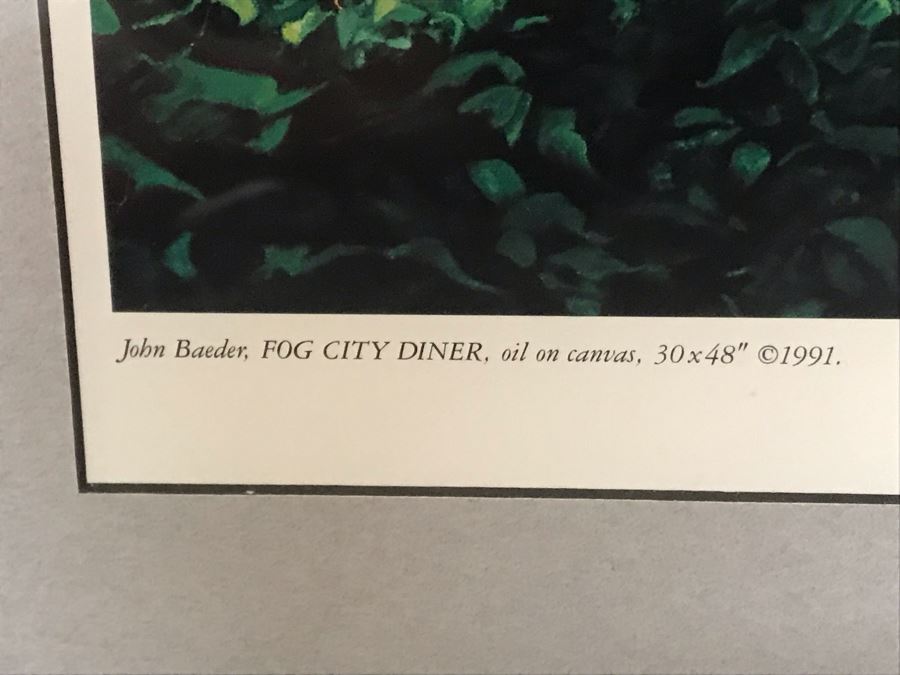 John Baeder, FOG CITY DINER, oil on canvas, 30x48" ©1991.